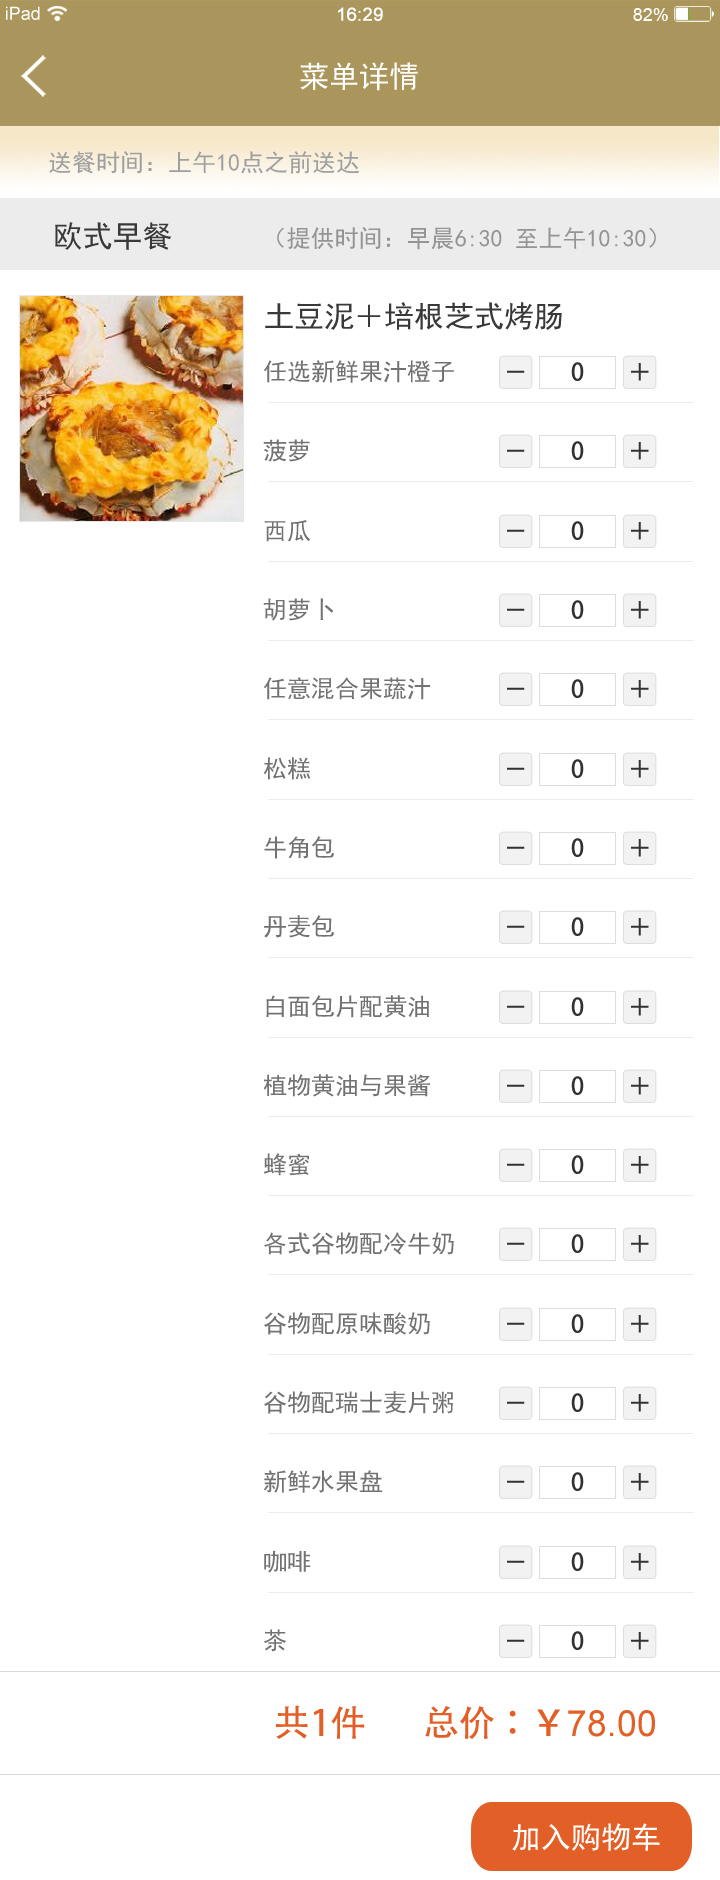 iPad 16:29 82%
菜单详情
送餐时间：上午10点之前送达
欧式早餐 （提供时间：早晨6:30 至上午10:30）
土豆泥＋培根芝式烤肠
任选新鲜果汁橙子 － 0 ＋
菠萝 － 0 ＋
西瓜 － 0 ＋
胡萝卜 － 0 ＋
任意混合果蔬汁 － 0 ＋
松糕 － 0 ＋
牛角包 － 0 ＋
丹麦包 － 0 ＋
白面包片配黄油 － 0 ＋
植物黄油与果酱 － 0 ＋
蜂蜜 － 0 ＋
各式谷物配冷牛奶 － 0 ＋
谷物配原味酸奶 － 0 ＋
谷物配瑞士麦片粥 － 0 ＋
新鲜水果盘 － 0 ＋
咖啡 － 0 ＋
茶 － 0 ＋
共1件 总价：￥78.00
加入购物车